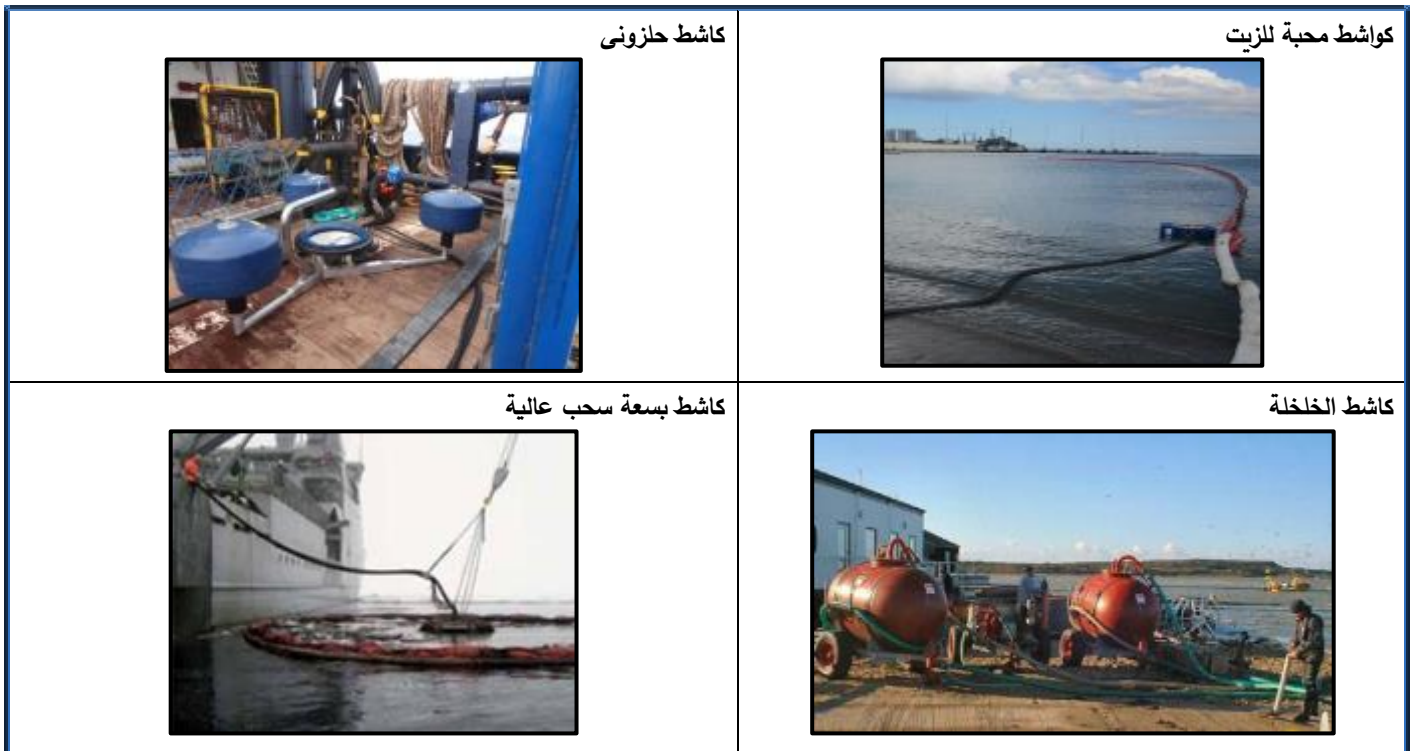 كواشط محبة للزيت
كاشط حلزونى
كاشط الخلخلة
كاشط بسعة سحب عالية